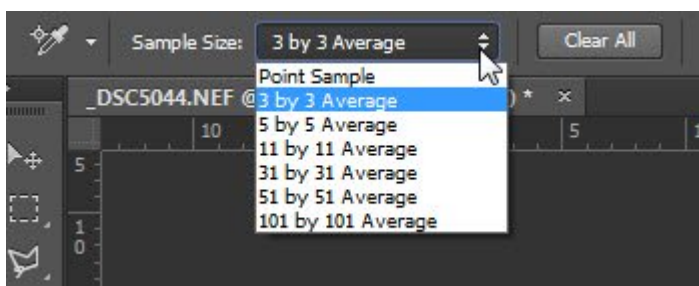 Sample Size: 3 by 3 Average Clear All
Point Sample
_DSC5044.NEF @ ) * ×
3 by 3 Average
5 by 5 Average
10 5 1
11 by 11 Average
5
31 by 31 Average
51 by 51 Average
1
101 by 101 Average
0